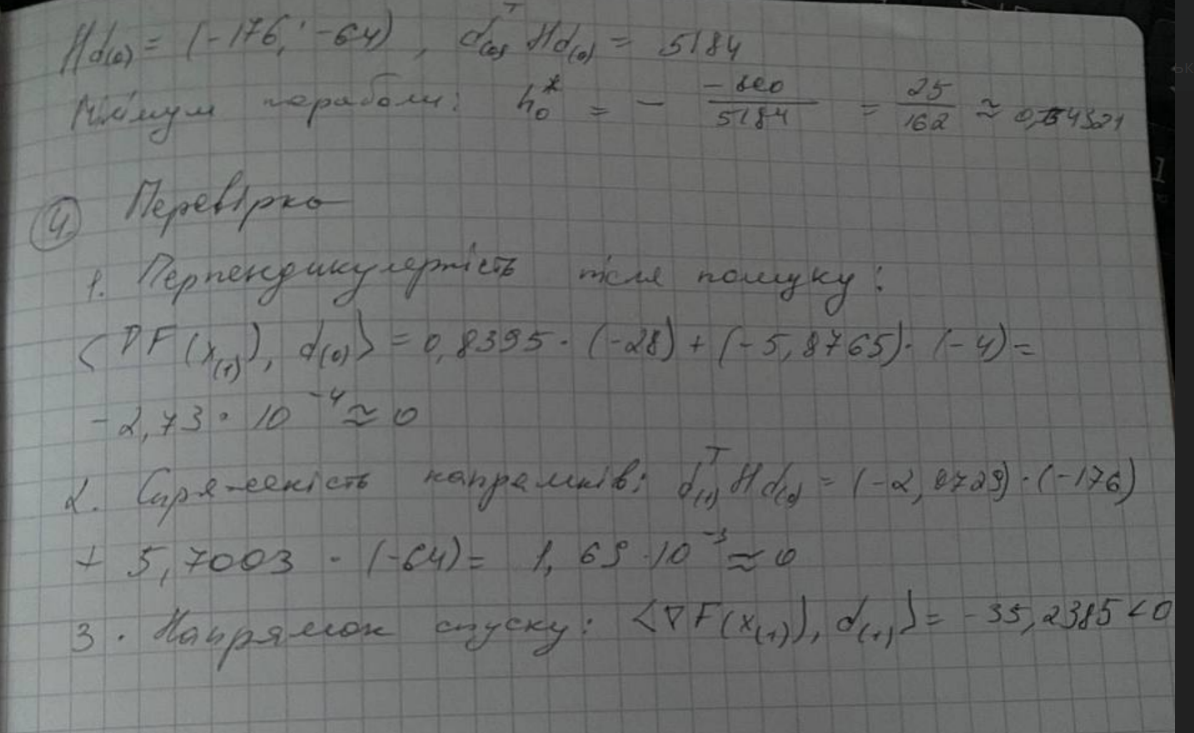 Hd(0) = (-176; -64), d(0)ᵀ Hd(0) = 5184
Мінімум параболи: h₀* = - -800/5184 = 25/162 ≈ 0,154321
④ Перевірка
1. Перпендикулярність після пошуку:
⟨∇F(x(1)), d(0)⟩ = 0,8395 · (-28) + (-5,8765) · (-4) =
-2,73 · 10⁻⁴ ≈ 0
2. Спряженість напрямків: d(1)ᵀ Hd(0) = (-2,0729) · (-176)
+ 5,7003 · (-64) = 1,69 · 10⁻³ ≈ 0
3. Напрямок спуску: ⟨∇F(x(1)), d(1)⟩ = -35,2385 < 0